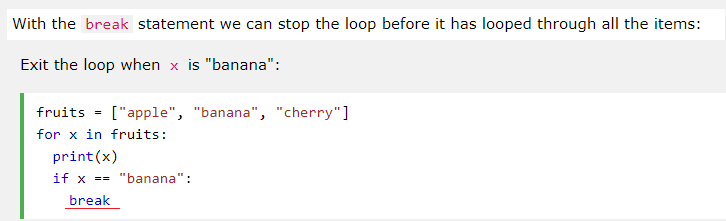 With the break statement we can stop the loop before it has looped through all the items:
Exit the loop when x is "banana":
fruits = ["apple", "banana", "cherry"]
for x in fruits:
  print(x)
  if x == "banana":
    break